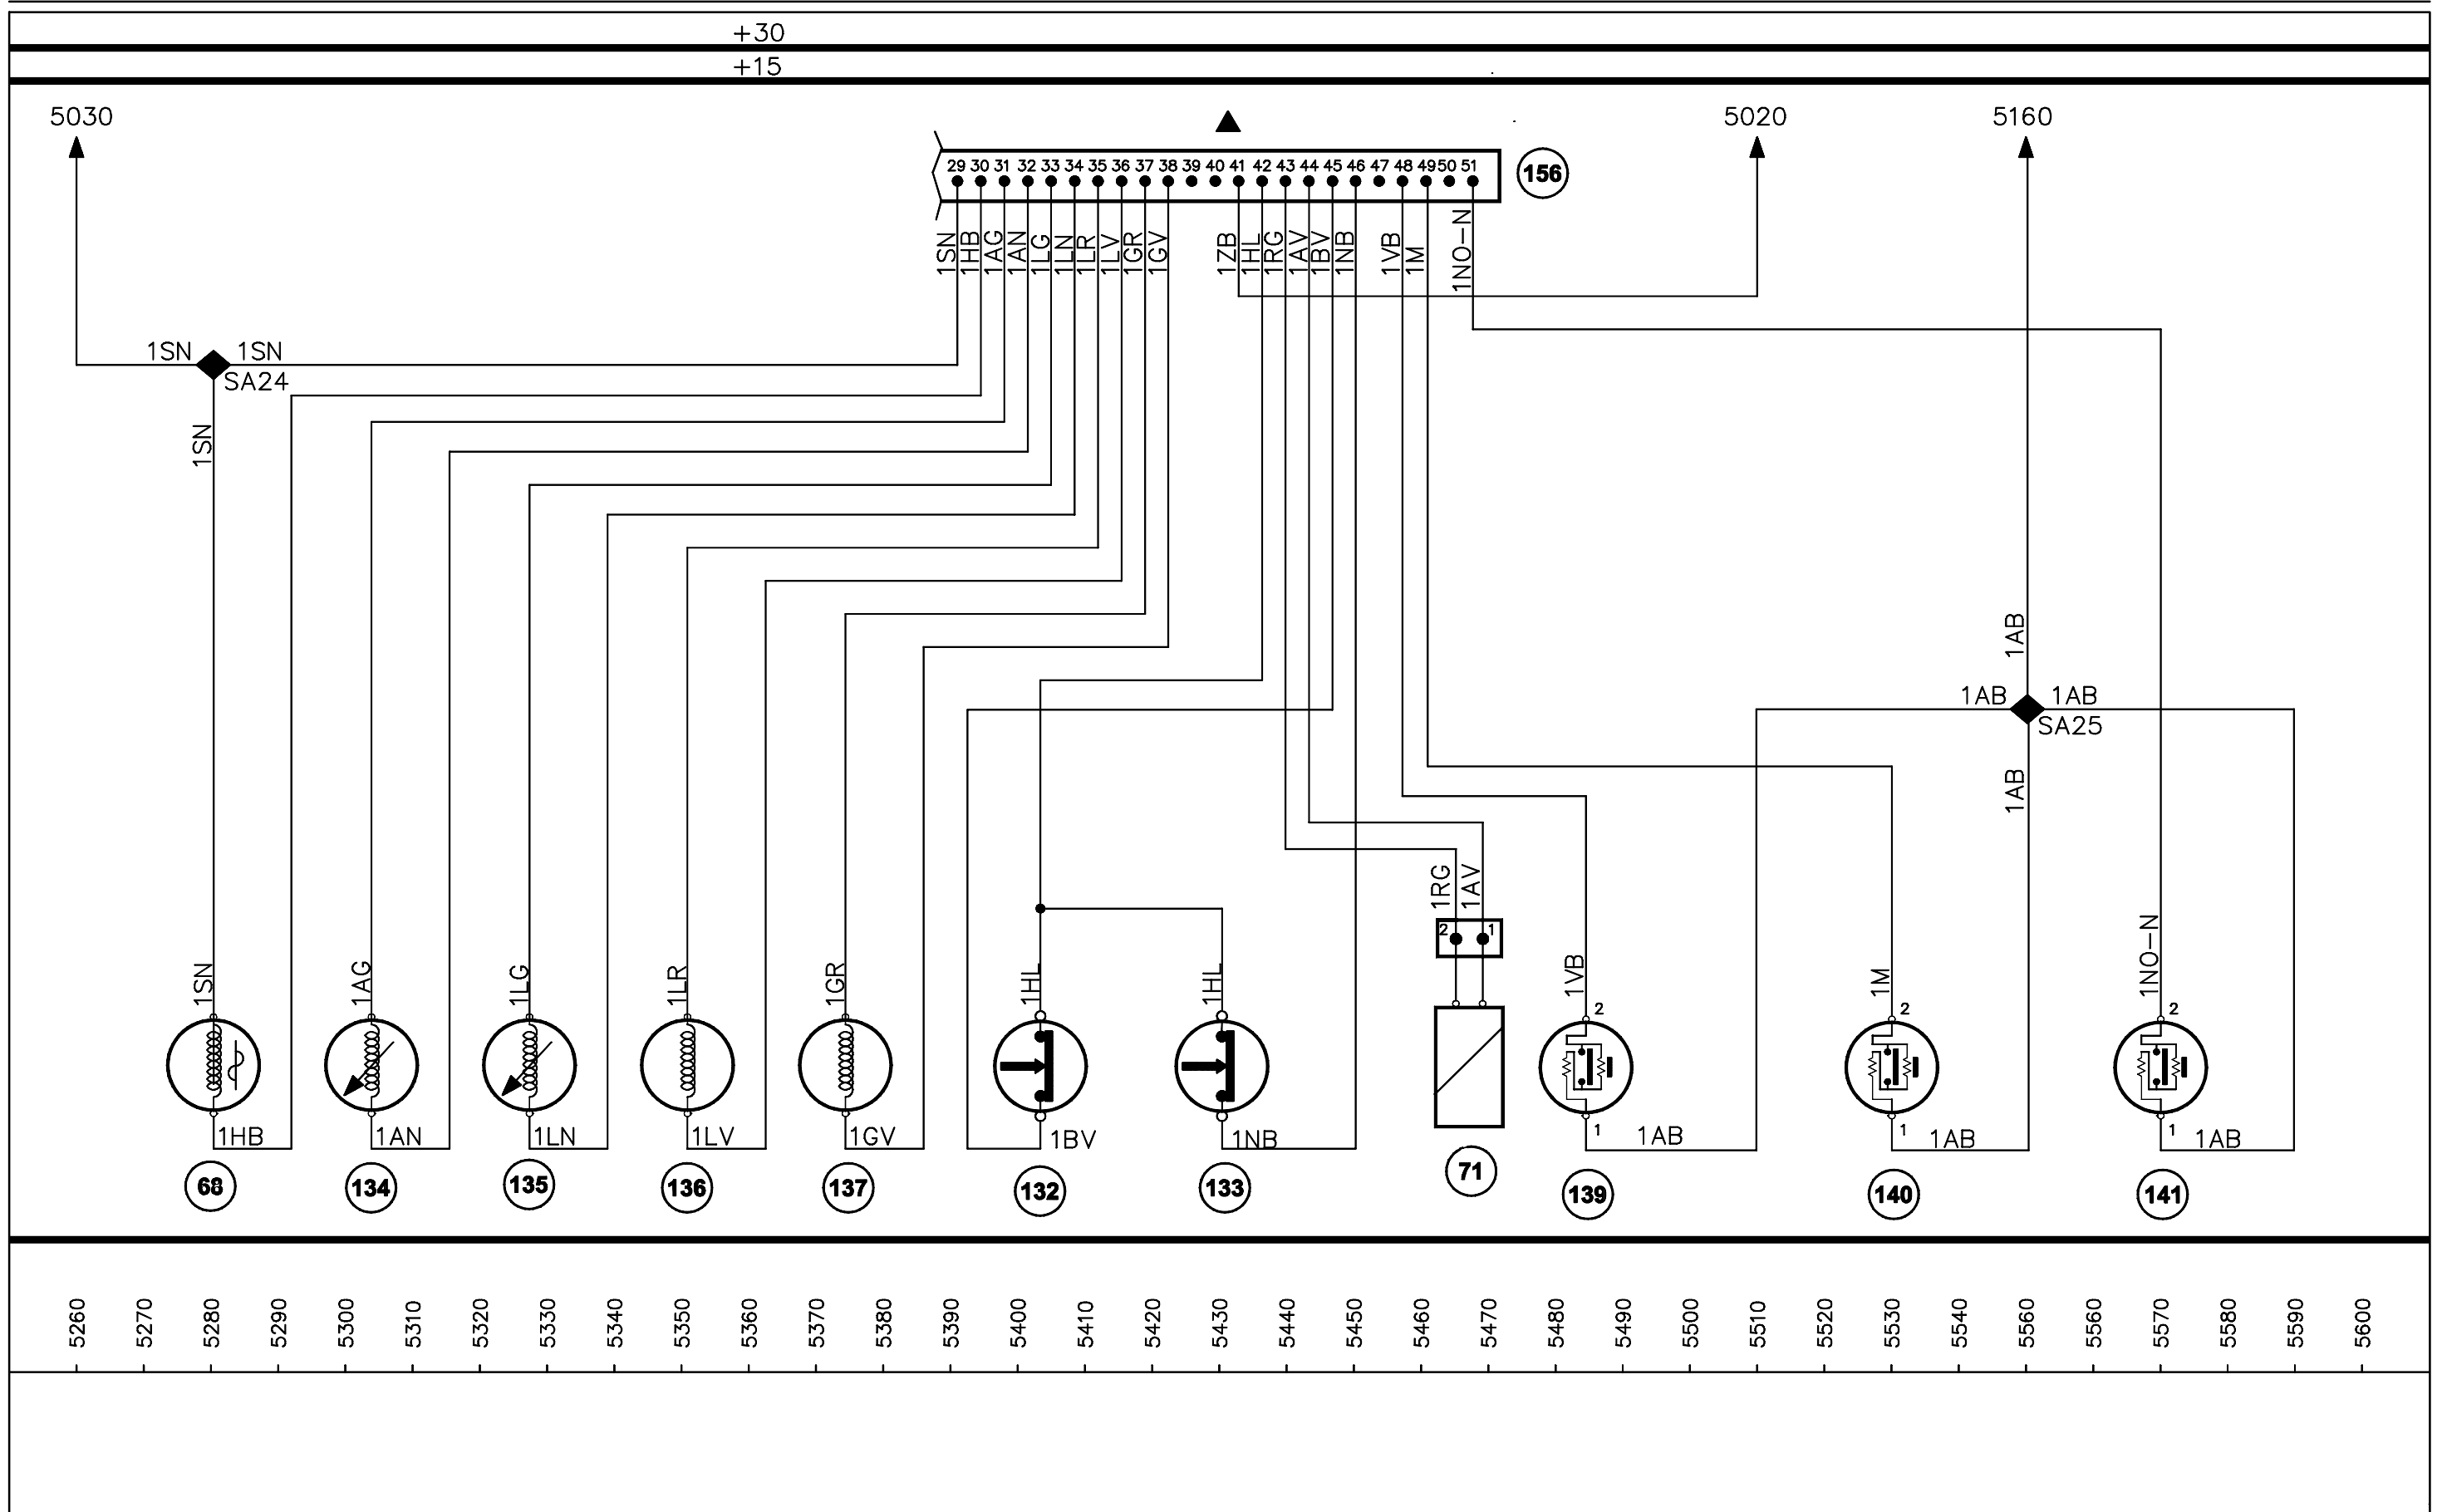 +30
+15
5030
5020
5160
29 30 31 32 33 34 35 36 37 38 39 40 41 42 43 44 45 46 47 48 49 50 51
156
1SN 1HB 1AG 1AN 1LG 1LN 1LR 1LV 1GR 1GV 1ZB 1HL 1RG 1AV 1BV 1NB 1VB 1M 1NO-N
1SN 1SN
SA24
1SN
1AB
1AB 1AB
SA25
1AB
1RG 1AV
2 1
1SN 1AG 1LG 1LR 1GR 1HL 1HL 1VB 1M 1NO-N
2 2 2
1 1 1
1HB 1AN 1LN 1LV 1GV 1BV 1NB 1AB 1AB 1AB
68 134 135 136 137 132 133 71 139 140 141
5260 5270 5280 5290 5300 5310 5320 5330 5340 5350 5360 5370 5380 5390 5400 5410 5420 5430 5440 5450 5460 5470 5480 5490 5500 5510 5520 5530 5540 5560 5560 5570 5580 5590 5600